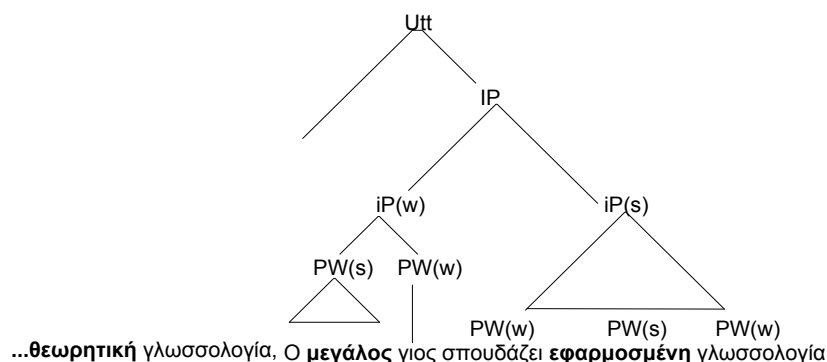 Utt
IP
iP(w) iP(s)
PW(s) PW(w)
PW(w) PW(s) PW(w)
...θεωρητική γλωσσολογία, Ο μεγάλος γιος σπουδάζει εφαρμοσμένη γλωσσολογία